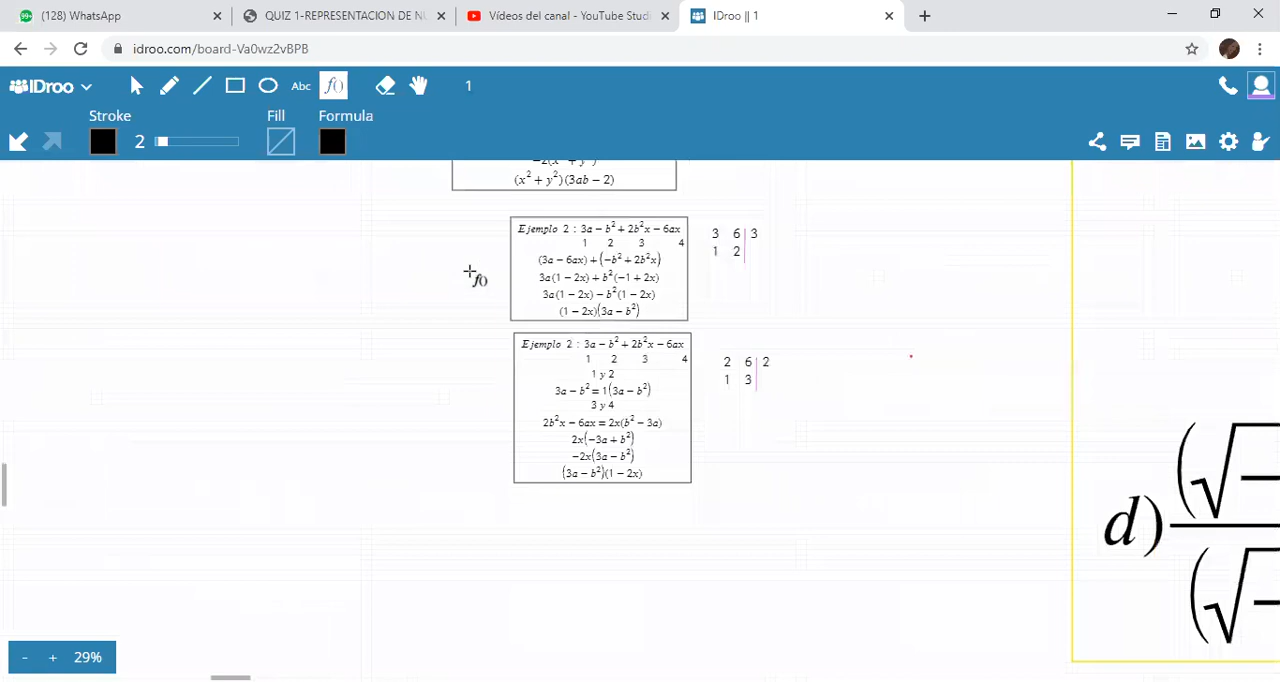 (128) WhatsApp
QUIZ 1-REPRESENTACION DE NU
Vídeos del canal - YouTube Studi
IDroo || 1
idroo.com/board-Va0wz2vBPB
IDroo
Abc
f()
1
Stroke
Fill
Formula
2
−2(x² + y²)
(x² + y²)(3ab − 2)
Ejemplo 2 : 3a − b² + 2b²x − 6ax
1 2 3 4
(3a − 6ax) + (−b² + 2b²x)
3a(1 − 2x) + b²(−1 + 2x)
3a(1 − 2x) − b²(1 − 2x)
(1 − 2x)(3a − b²)
3 6 3
1 2
f()
Ejemplo 2 : 3a − b² + 2b²x − 6ax
1 2 3 4
1 y 2
3a − b² = 1(3a − b²)
3 y 4
2b²x − 6ax = 2x(b² − 3a)
2x(−3a + b²)
−2x(3a − b²)
(3a − b²)(1 − 2x)
2 6 2
1 3
d)
(√
(√
- + 29%